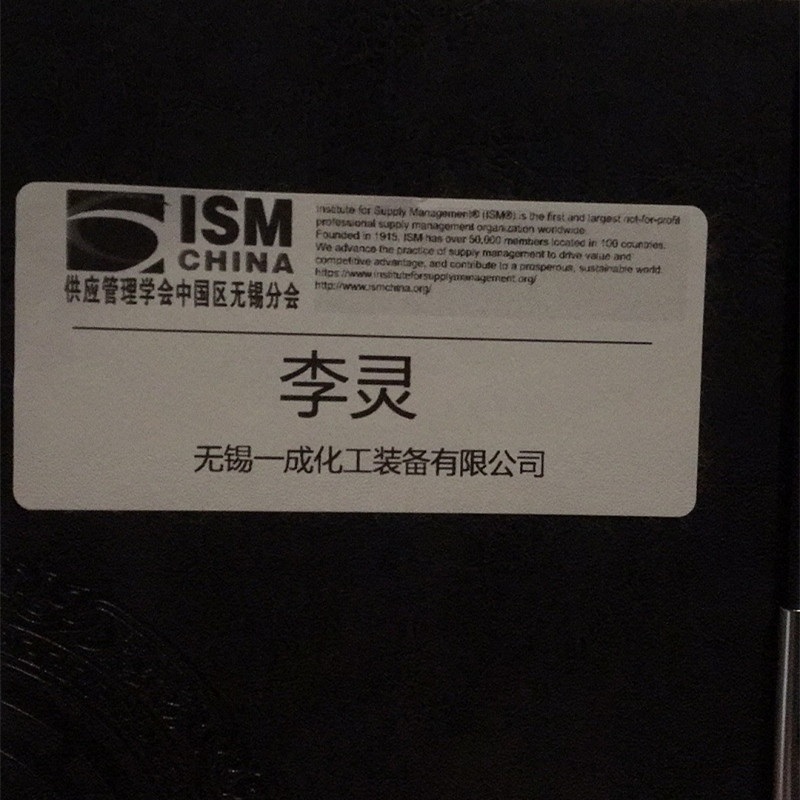 ISM
CHINA
供应管理学会中国区无锡分会
Institute for Supply Management® (ISM®) is the first and largest not-for-profit
professional supply management organization worldwide.
Founded in 1915, ISM has over 50,000 members located in 100 countries.
We advance the practice of supply management to drive value and
competitive advantage, and contribute to a prosperous, sustainable world.
https://www.instituteforsupplymanagement.org/
http://www.ismchina.org/
李灵
无锡一成化工装备有限公司